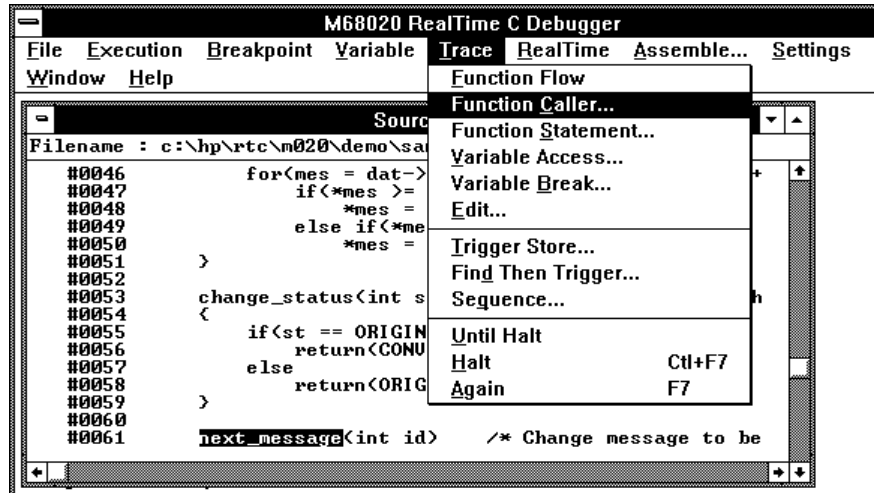 M68020 RealTime C Debugger
File Execution Breakpoint Variable Trace RealTime Assemble... Settings
Window Help
Function Flow
Function Caller...
Function Statement...
Variable Access...
Variable Break...
Edit...
Trigger Store...
Find Then Trigger...
Sequence...
Until Halt
Halt Ctl+F7
Again F7
Sourc
Filename : c:\hp\rtc\m020\demo\sa
#0046 for(mes = dat-> +
#0047 if(*mes >=
#0048 *mes =
#0049 else if(*me
#0050 *mes =
#0051 }
#0052
#0053 change_status(int s h
#0054 {
#0055 if(st == ORIGIN
#0056 return(CONV
#0057 else
#0058 return(ORIG
#0059 }
#0060
#0061 next_message(int id) /* Change message to be